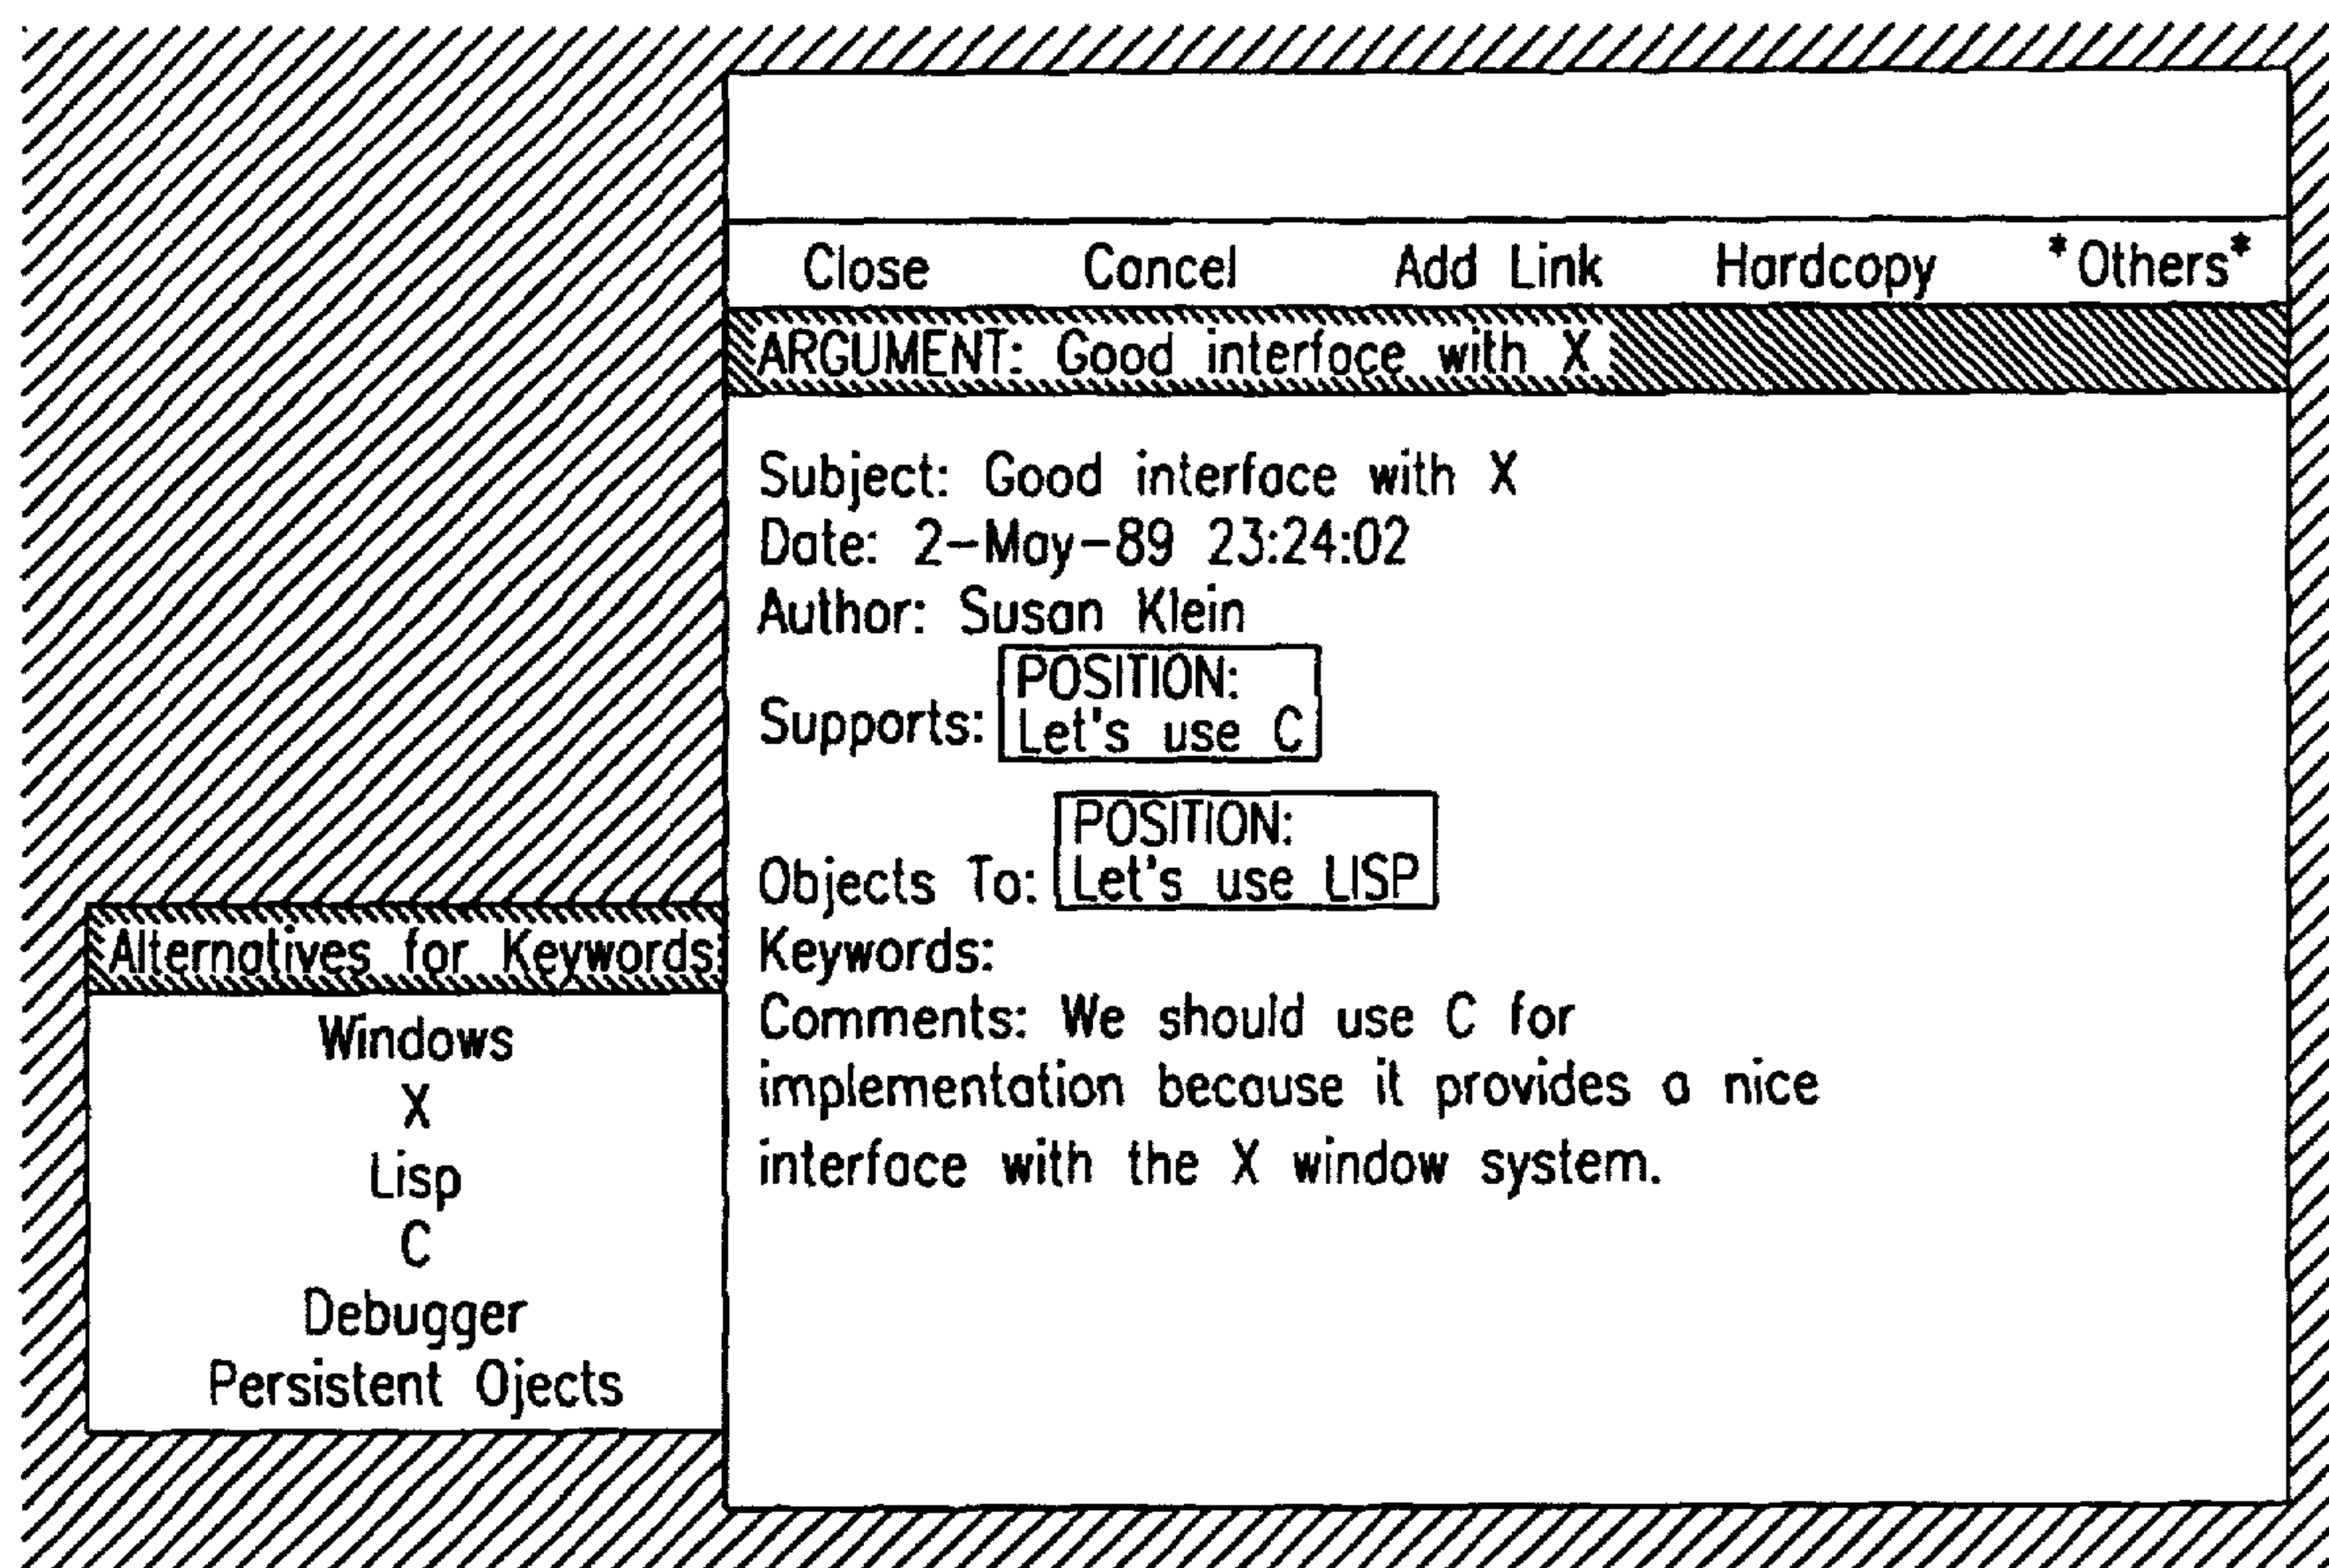 Close Cancel Add Link Hardcopy *Others*
ARGUMENT: Good interface with X
Subject: Good interface with X
Date: 2-May-89 23:24:02
Author: Susan Klein
POSITION:
Supports: Let's use C
POSITION:
Objects To: Let's use LISP
Keywords:
Comments: We should use C for
implementation because it provides a nice
interface with the X window system.
Alternatives for Keywords:
Windows
X
Lisp
C
Debugger
Persistent Ojects